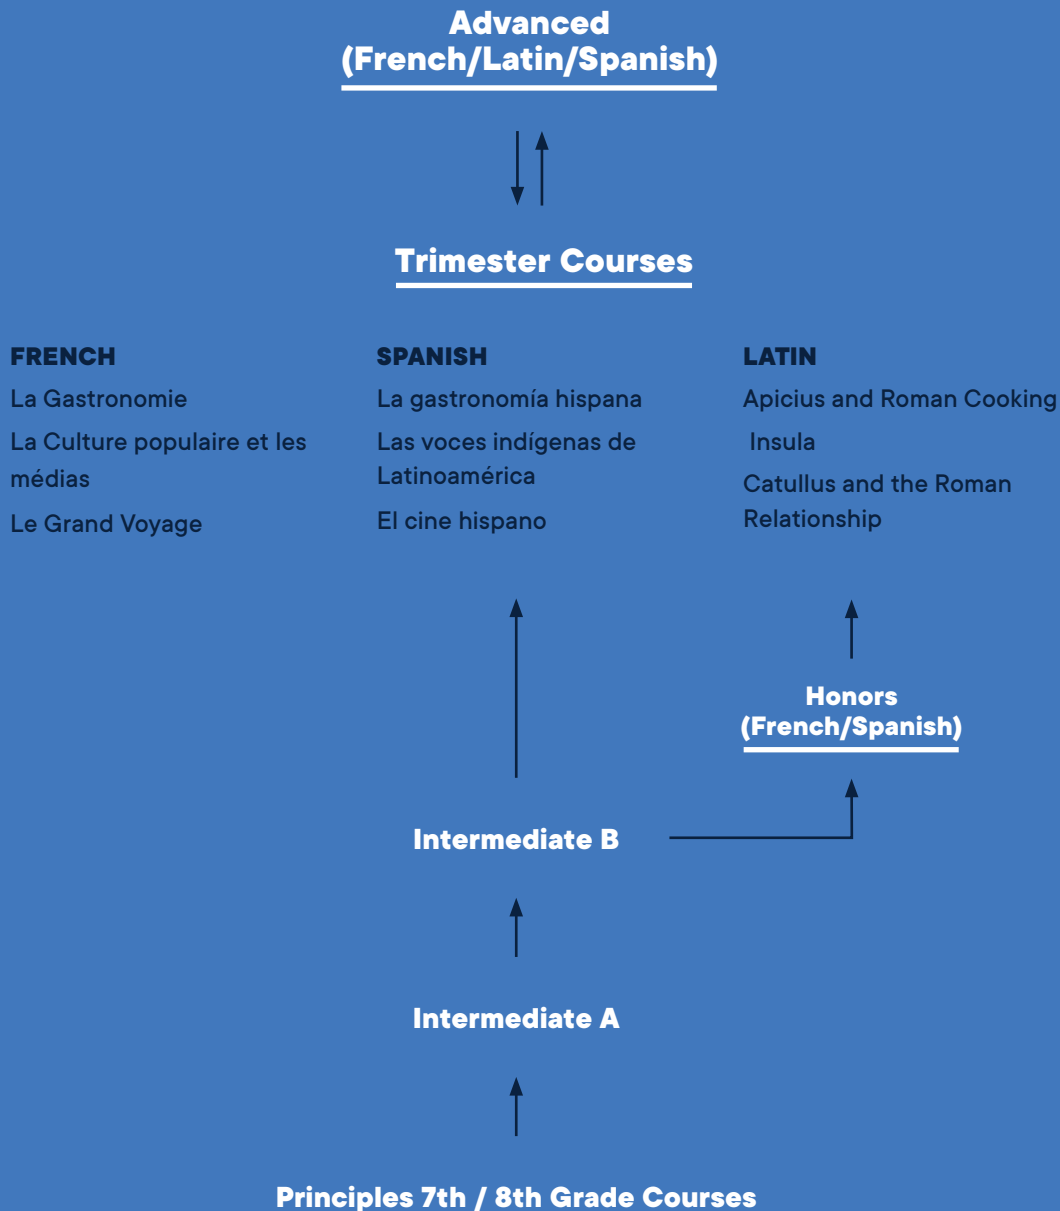 Advanced
(French/Latin/Spanish)
Trimester Courses
FRENCH
La Gastronomie
La Culture populaire et les
médias
Le Grand Voyage
SPANISH
La gastronomía hispana
Las voces indígenas de
Latinoamérica
El cine hispano
LATIN
Apicius and Roman Cooking
Insula
Catullus and the Roman
Relationship
Honors
(French/Spanish)
Intermediate B
Intermediate A
Principles 7th / 8th Grade Courses